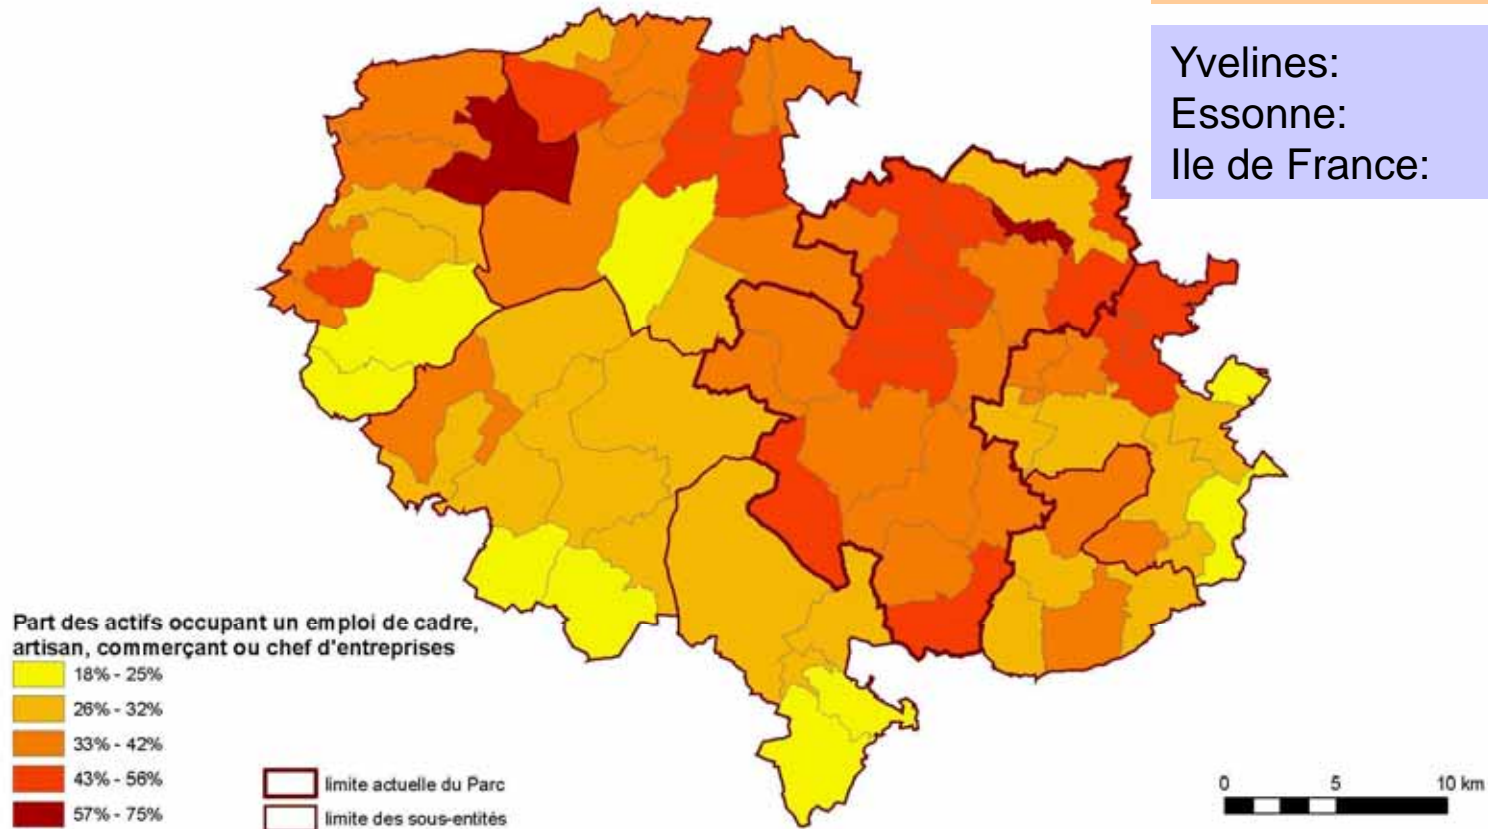 Yvelines:
Essonne:
Ile de France:
Part des actifs occupant un emploi de cadre,
artisan, commerçant ou chef d'entreprises
18% - 25%
26% - 32%
33% - 42%
43% - 56%
57% - 75%
limite actuelle du Parc
limite des sous-entités
0 5 10 km